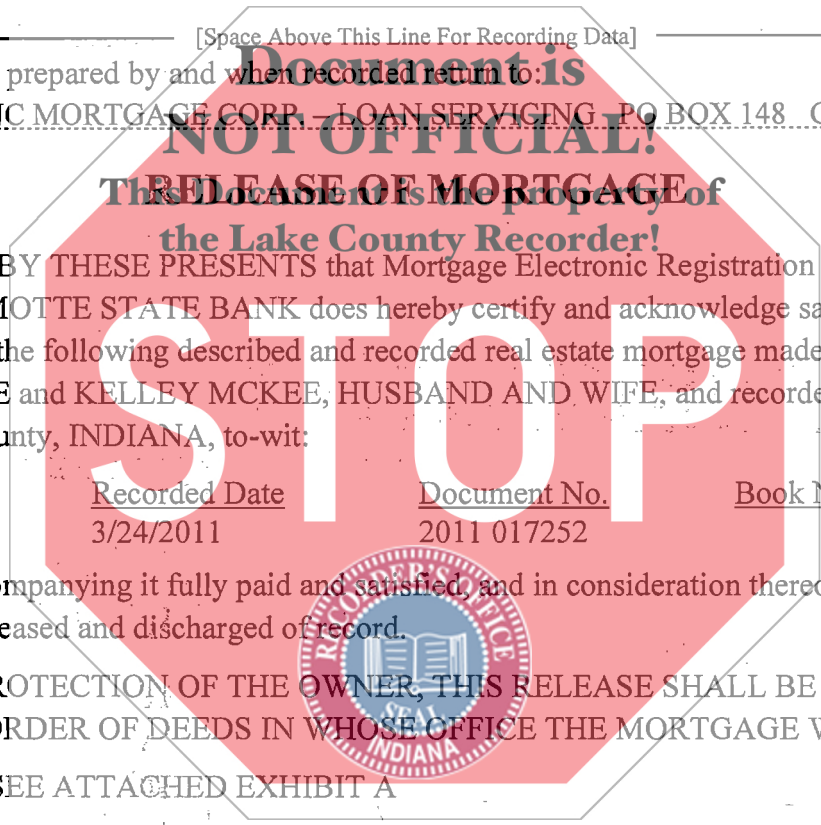 [Space Above This Line For Recording Data]
Document is
prepared by and when recorded return to:
C MORTGAGE CORP. – LOAN SERVICING PO BOX 148
NOT OFFICIAL!
RELEASE OF MORTGAGE
This Document is the property of
the Lake County Recorder!
BY THESE PRESENTS that Mortgage Electronic Registration
OTTE STATE BANK does hereby certify and acknowledge sa
the following described and recorded real estate mortgage made
E and KELLEY MCKEE, HUSBAND AND WIFE, and recorde
unty, INDIANA, to-wit:
STOP
Recorded Date Document No. Book N
3/24/2011 2011 017252
mpanying it fully paid and satisfied, and in consideration thereo
eased and discharged of record.
RECORDER'S OFFICE
SEAL
INDIANA
ROTECTION OF THE OWNER, THIS RELEASE SHALL BE
RDER OF DEEDS IN WHOSE OFFICE THE MORTGAGE W
SEE ATTACHED EXHIBIT A